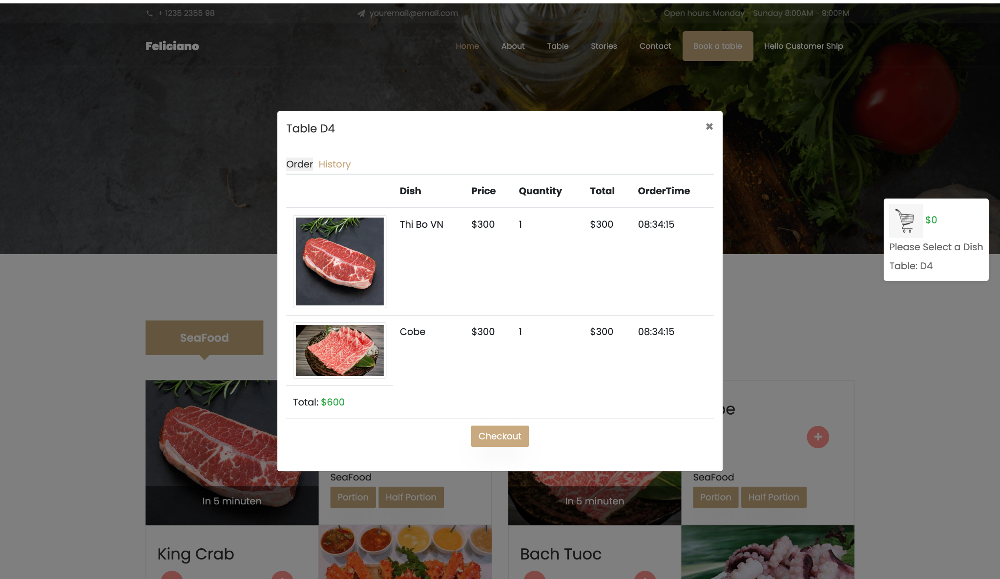 + 1235 2355 98
youremail@email.com
Open hours: Monday - Sunday 8:00AM - 9:00PM
Feliciano
Home About Table Stories Contact Book a table Hello Customer Ship
Table D4
Order History
Dish Price Quantity Total OrderTime
Thi Bo VN $300 1 $300 08:34:15
Cobe $300 1 $300 08:34:15
Total: $600
Checkout
$0
Please Select a Dish
Table: D4
SeaFood
SeaFood
Portion Half Portion
In 5 minuten
SeaFood
Portion Half Portion
In 5 minuten
King Crab
Bach Tuoc